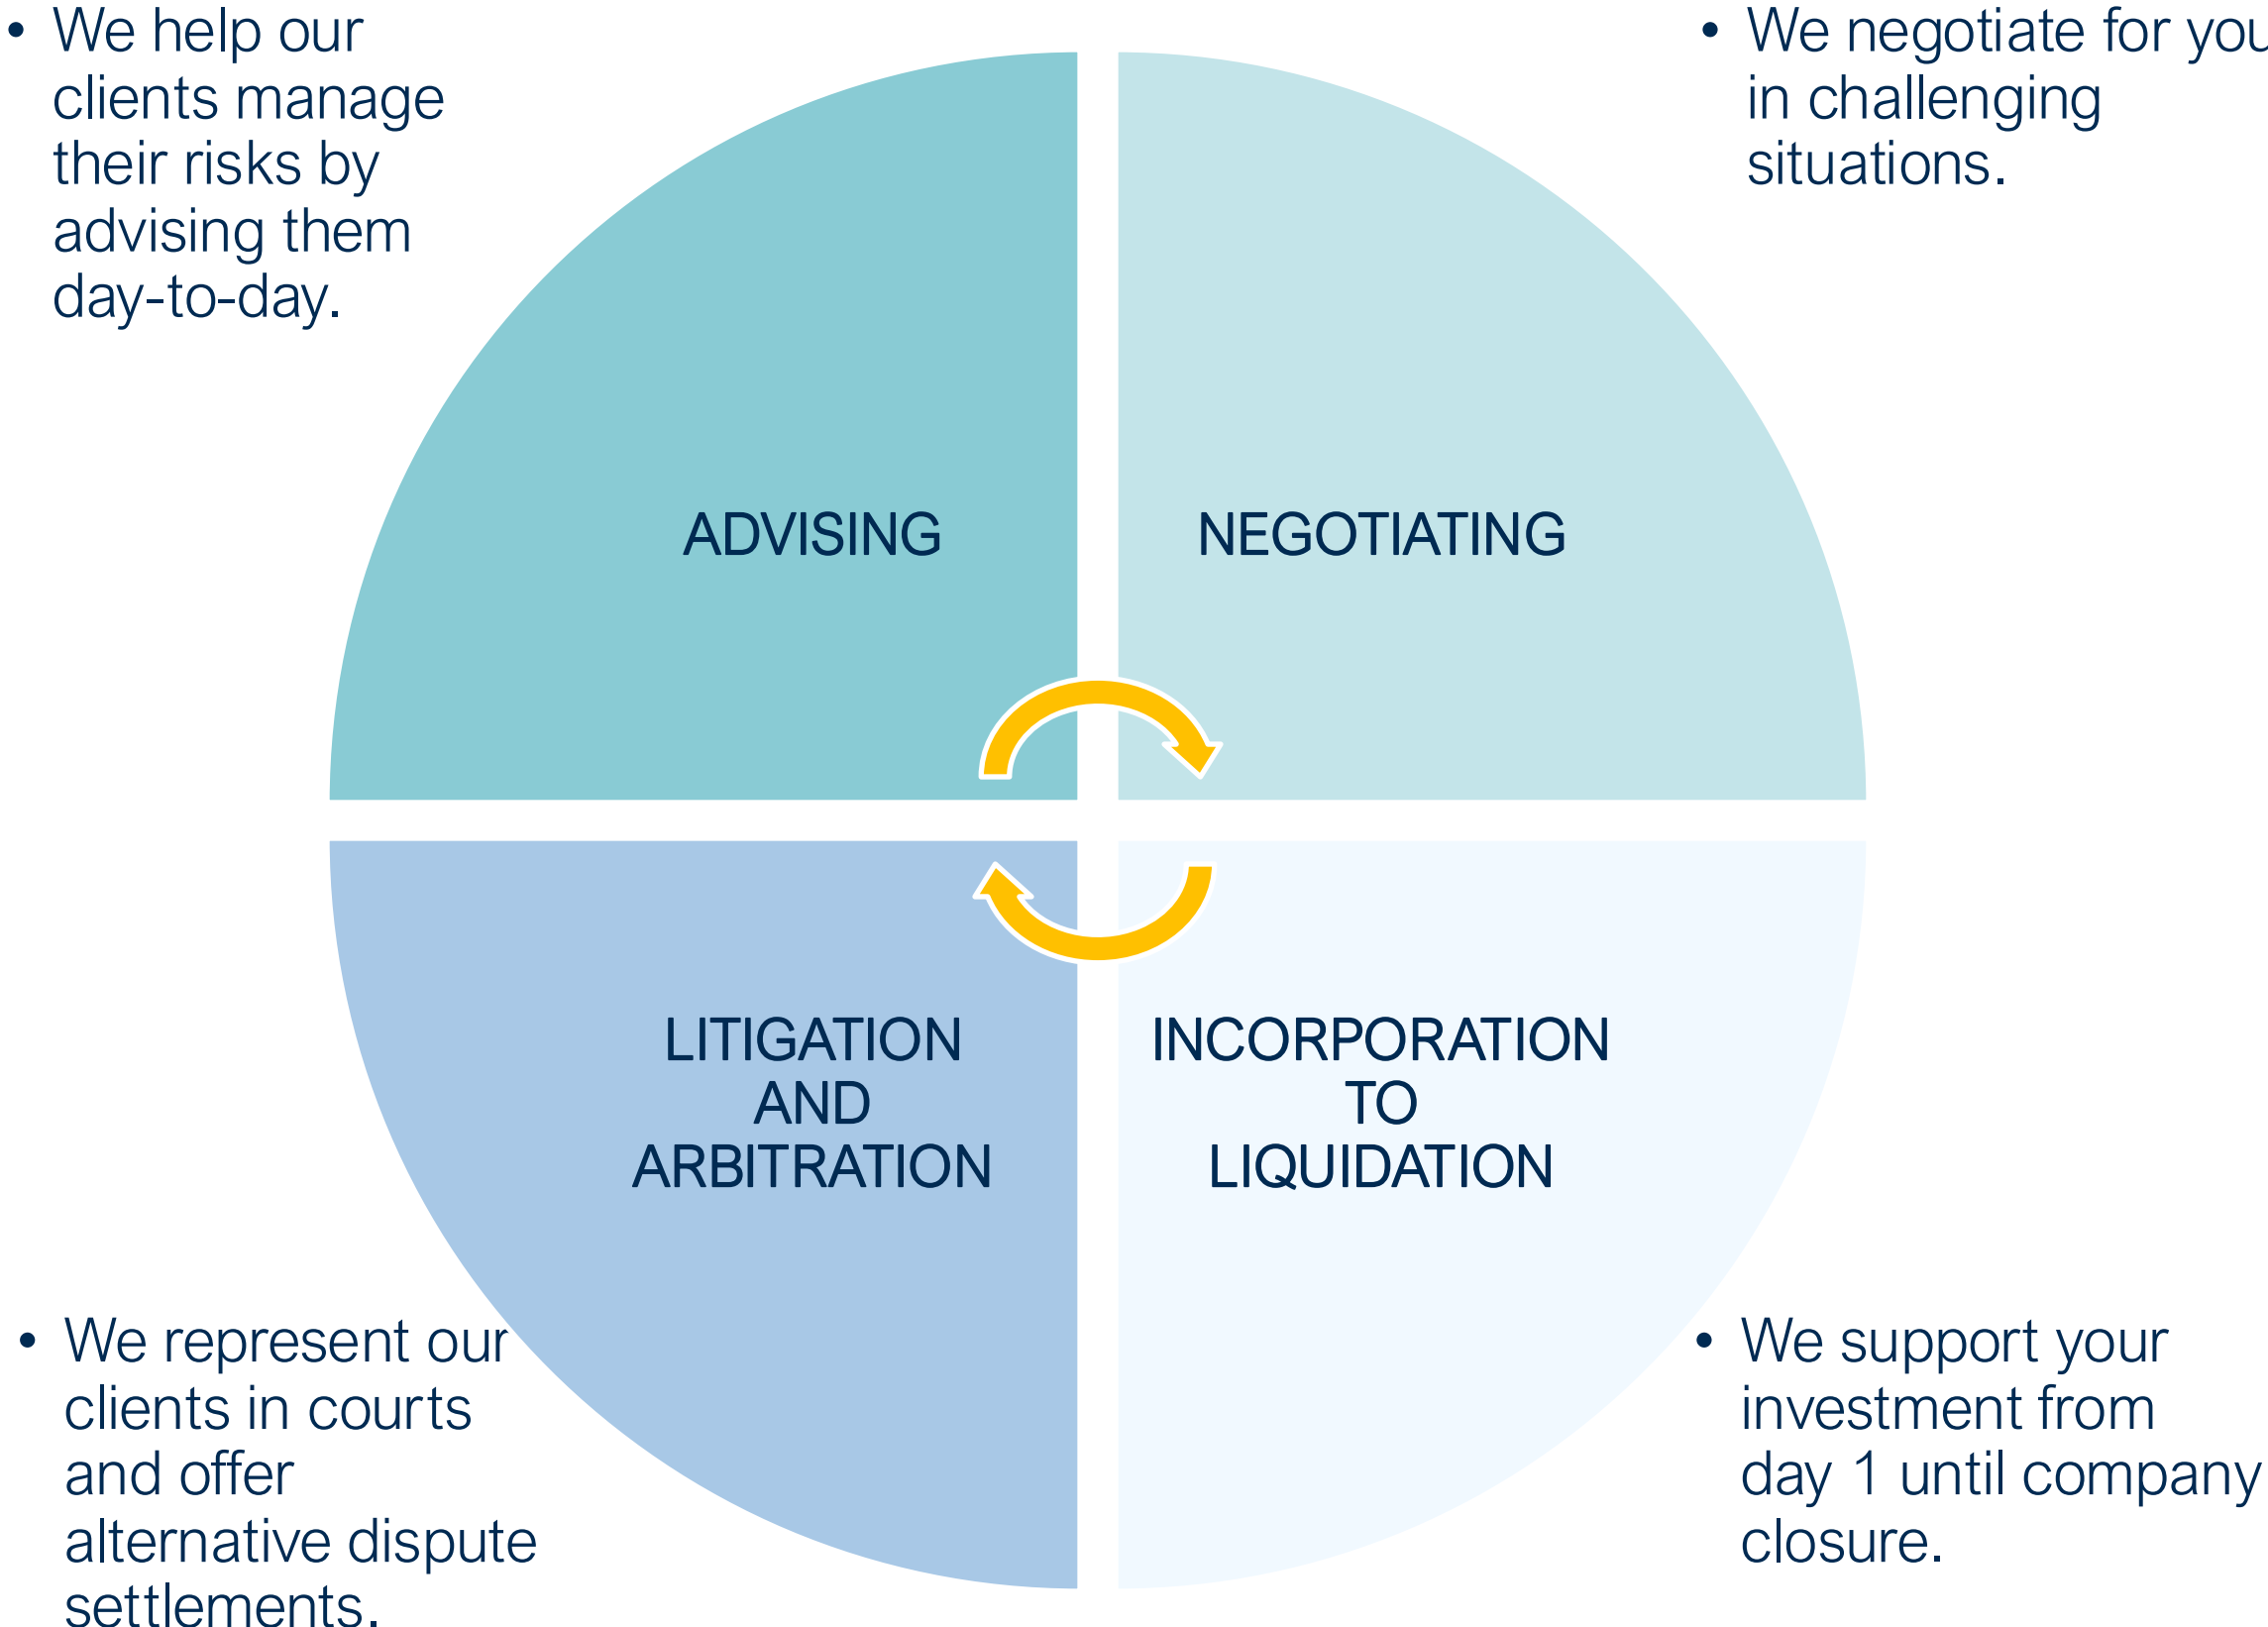 • We help our
clients manage
their risks by
advising them
day-to-day.
• We negotiate for you
in challenging
situations.
ADVISING
NEGOTIATING
LITIGATION
AND
ARBITRATION
INCORPORATION
TO
LIQUIDATION
• We represent our
clients in courts
and offer
alternative dispute
settlements.
• We support your
investment from
day 1 until company
closure.